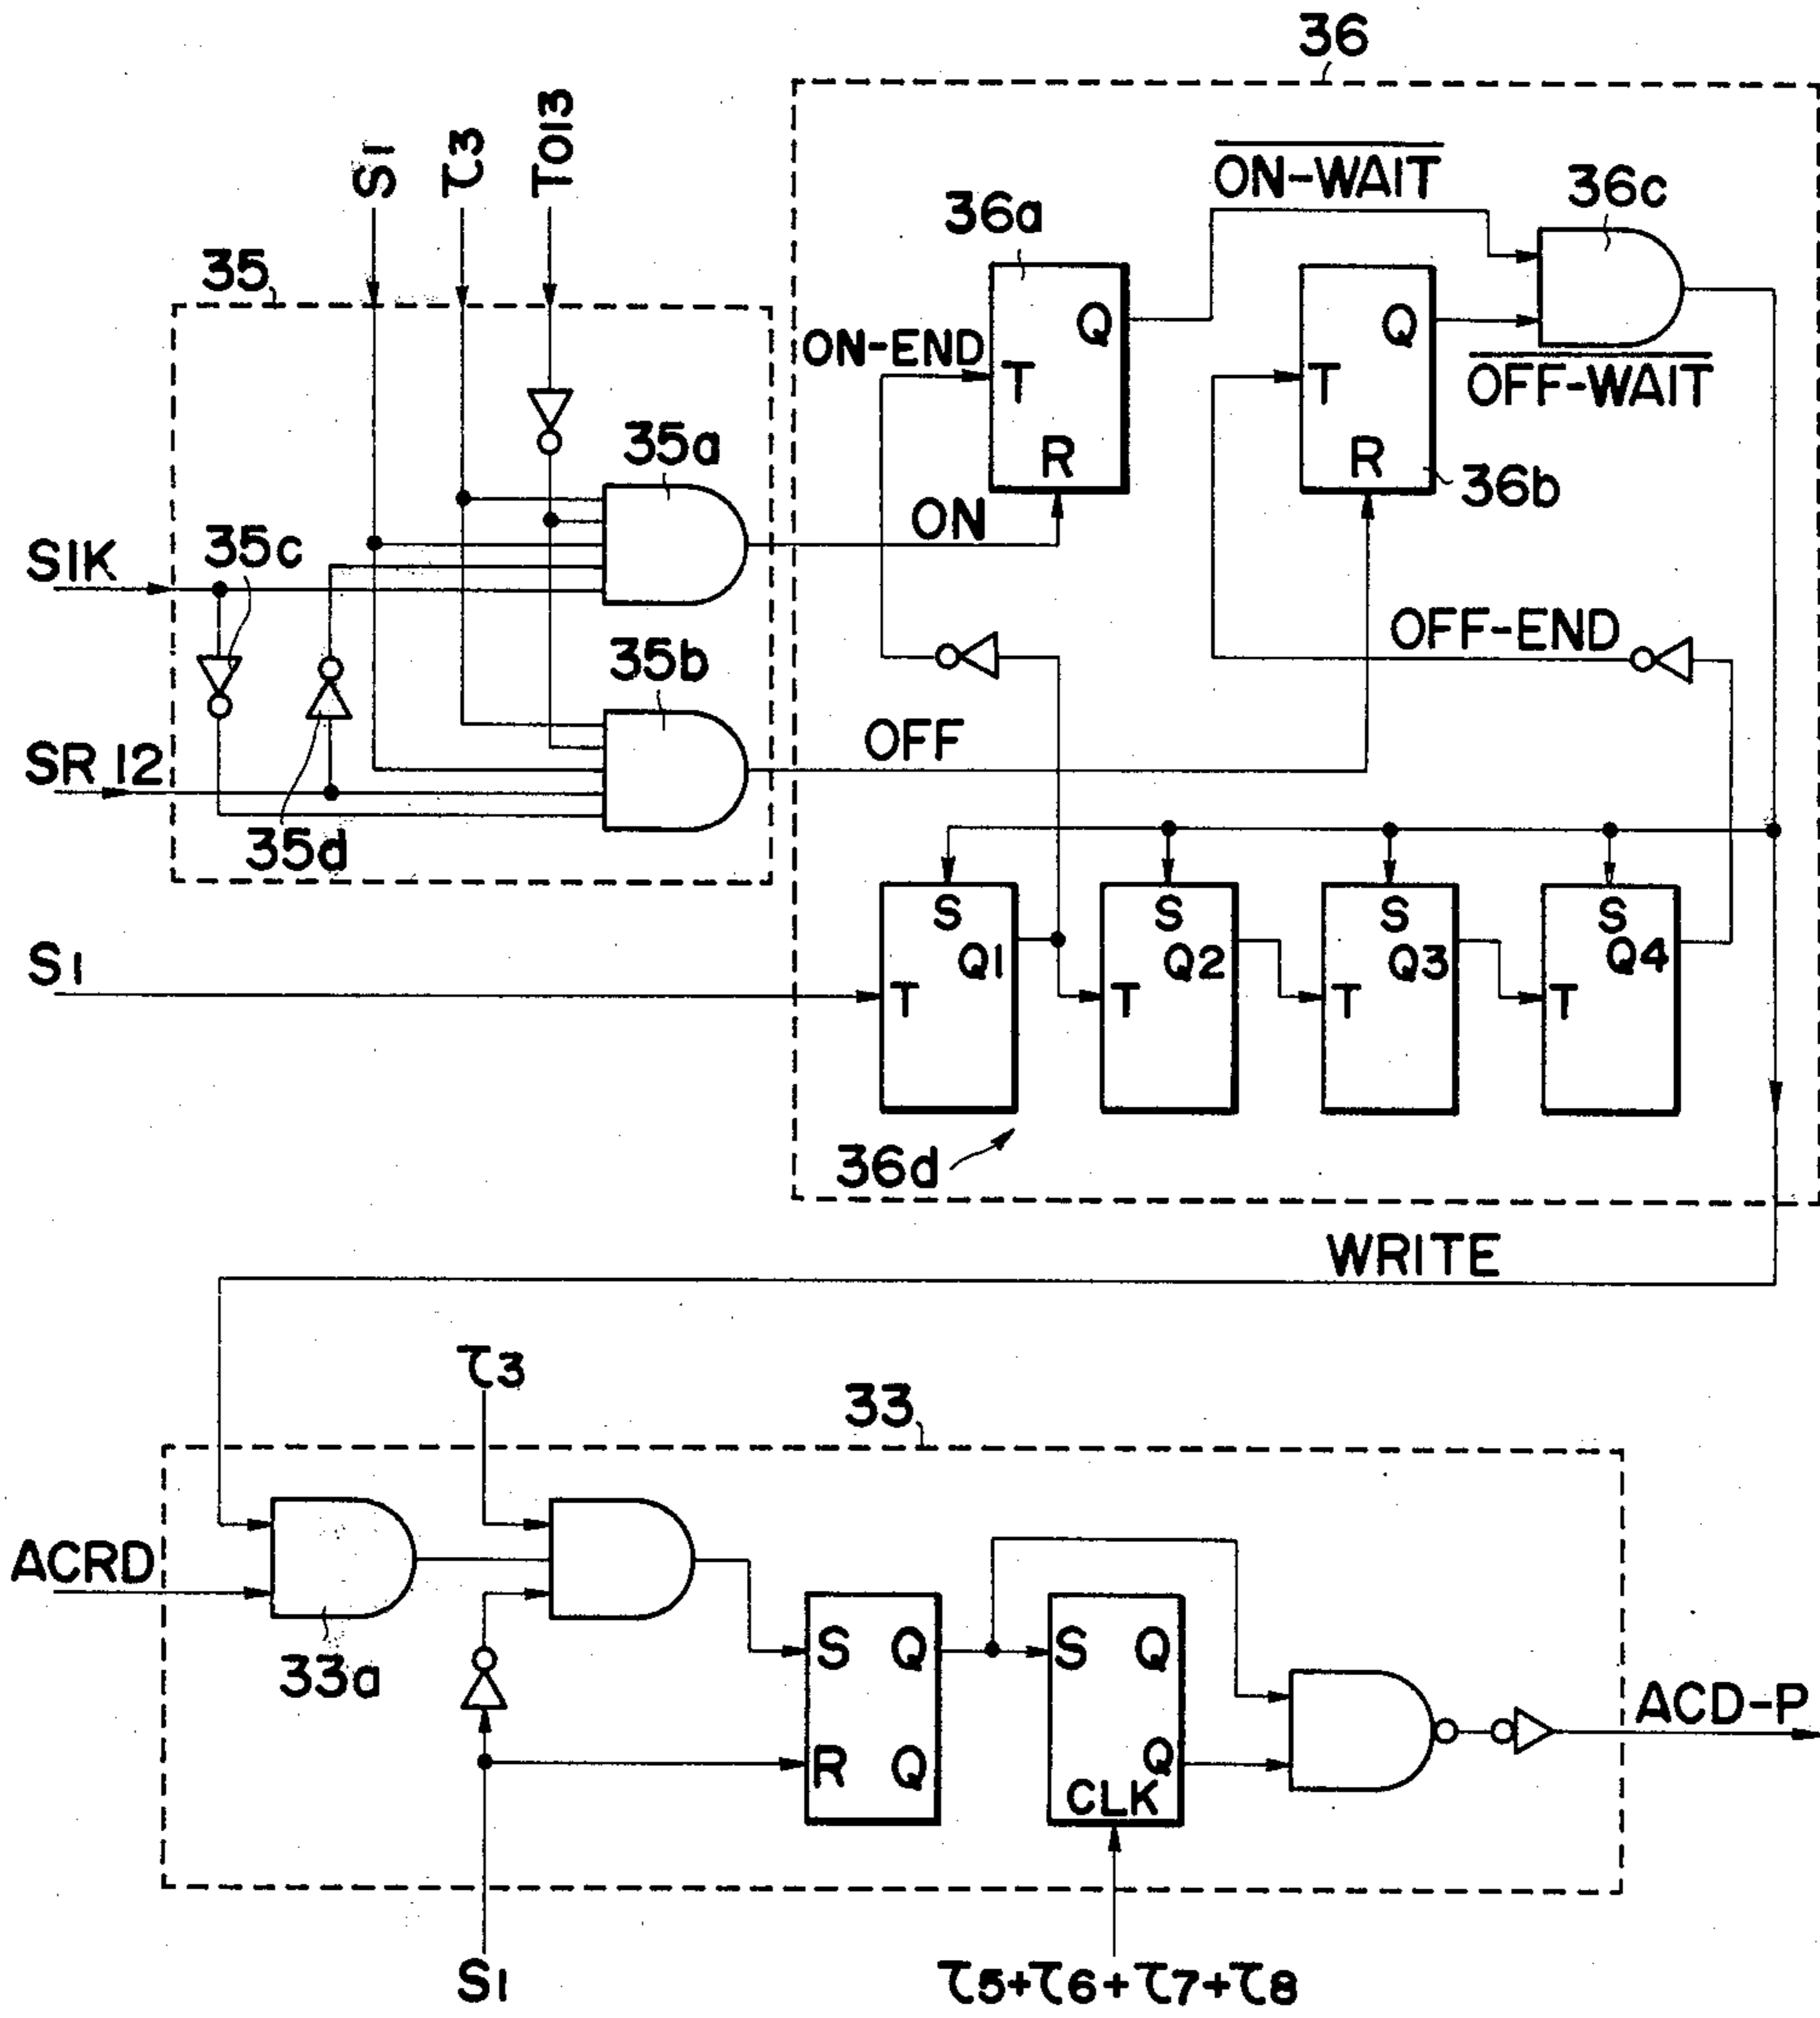 36
S1
τ3
T013
ON-WAIT
36a
36c
35
Q
Q
ON-END
T
T
OFF-WAIT
R
R
36b
35a
ON
35c
S1K
35b
OFF-END
OFF
SR 12
35d
S
S
S
S
S1
Q1
Q2
Q3
Q4
T
T
T
T
36d
WRITE
τ3
33
ACRD
33a
S
Q
S
Q
ACD-P
R
Q
Q
CLK
S1
τ5+τ6+τ7+τ8